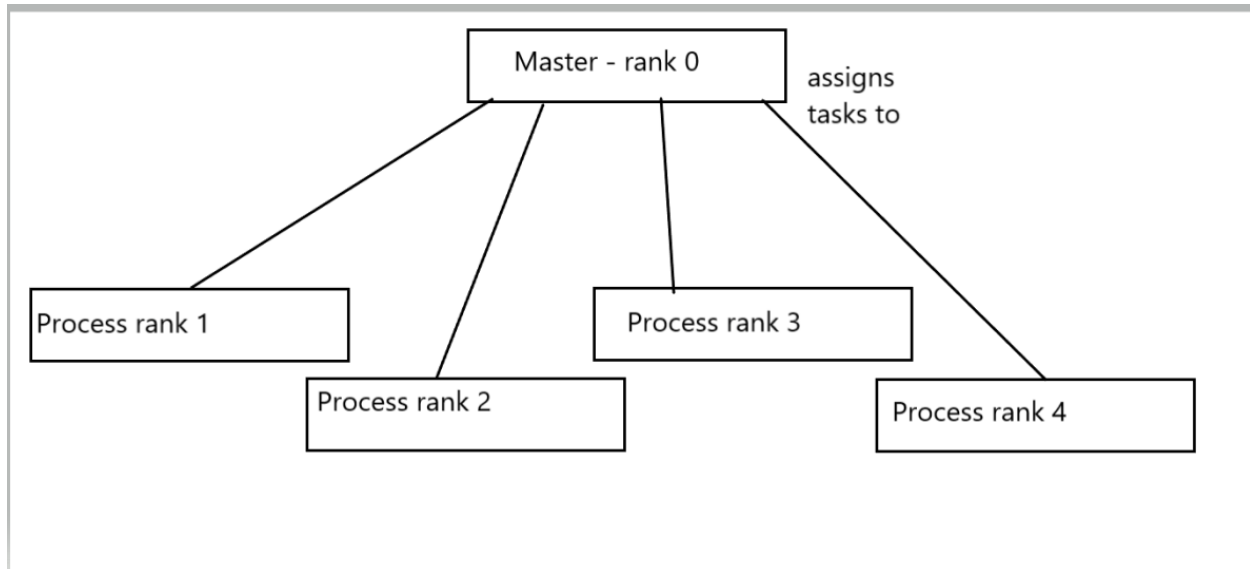 Master - rank 0
assigns
tasks to
Process rank 1
Process rank 3
Process rank 2
Process rank 4